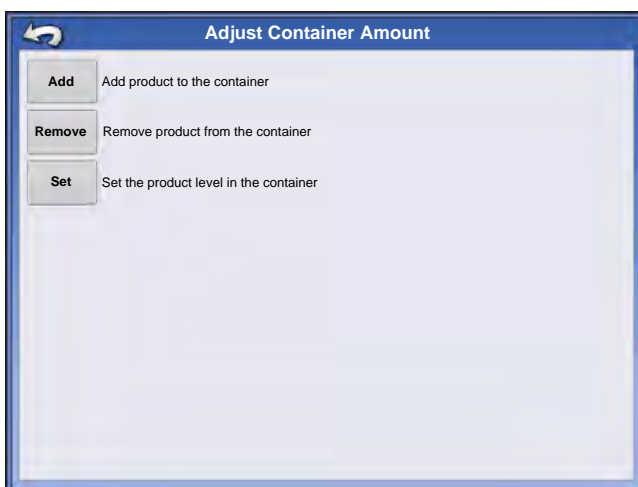 Adjust Container Amount
Add Add product to the container
Remove Remove product from the container
Set Set the product level in the container